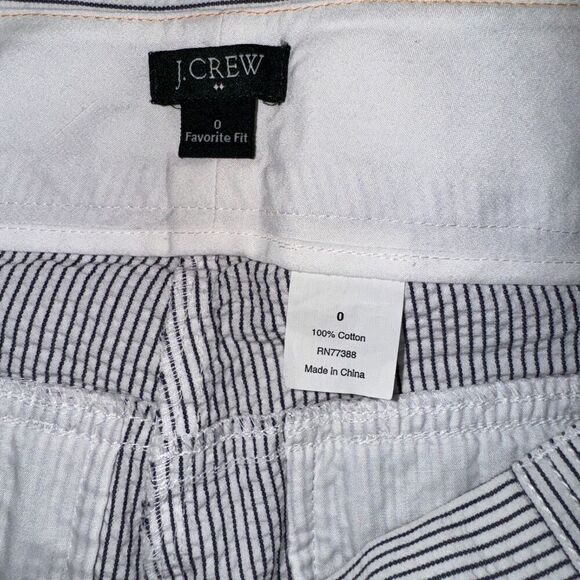 J.CREW
0
Favorite Fit
0
100% Cotton
RN77388
Made in China